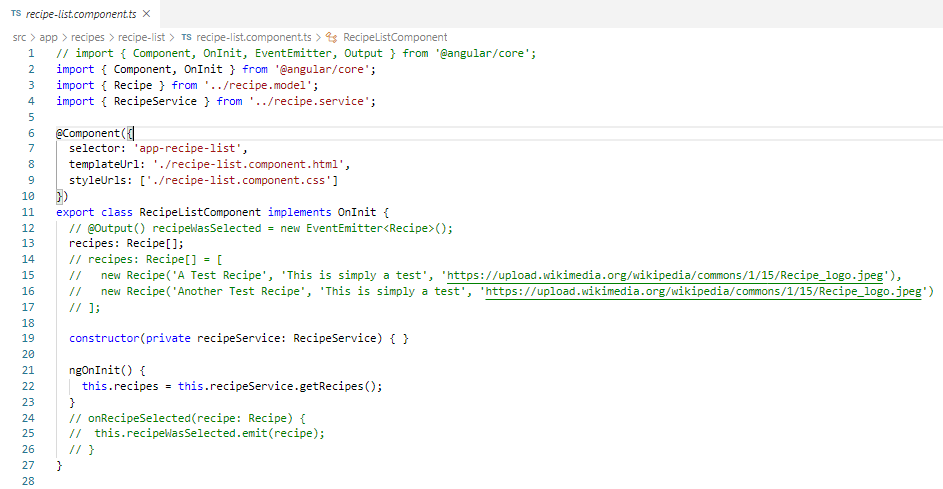 TS recipe-list.component.ts ×
src > app > recipes > recipe-list > TS recipe-list.component.ts > RecipeListComponent
1 // import { Component, OnInit, EventEmitter, Output } from '@angular/core';
2 import { Component, OnInit } from '@angular/core';
3 import { Recipe } from '../recipe.model';
4 import { RecipeService } from '../recipe.service';
5
6 @Component({
7   selector: 'app-recipe-list',
8   templateUrl: './recipe-list.component.html',
9   styleUrls: ['./recipe-list.component.css']
10 })
11 export class RecipeListComponent implements OnInit {
12   // @Output() recipeWasSelected = new EventEmitter<Recipe>();
13   recipes: Recipe[];
14   // recipes: Recipe[] = [
15   //   new Recipe('A Test Recipe', 'This is simply a test', 'https://upload.wikimedia.org/wikipedia/commons/1/15/Recipe_logo.jpeg'),
16   //   new Recipe('Another Test Recipe', 'This is simply a test', 'https://upload.wikimedia.org/wikipedia/commons/1/15/Recipe_logo.jpeg')
17   // ];
18
19   constructor(private recipeService: RecipeService) { }
20
21   ngOnInit() {
22     this.recipes = this.recipeService.getRecipes();
23   }
24   // onRecipeSelected(recipe: Recipe) {
25   //  this.recipeWasSelected.emit(recipe);
26   // }
27 }
28